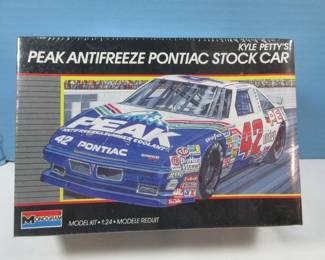 KYLE PETTY'S
PEAK ANTIFREEZE PONTIAC STOCK CAR
PEAK
42
PONTIAC
42
MONOGRAM
MODEL KIT • 1:24 • MODELE REDUIT